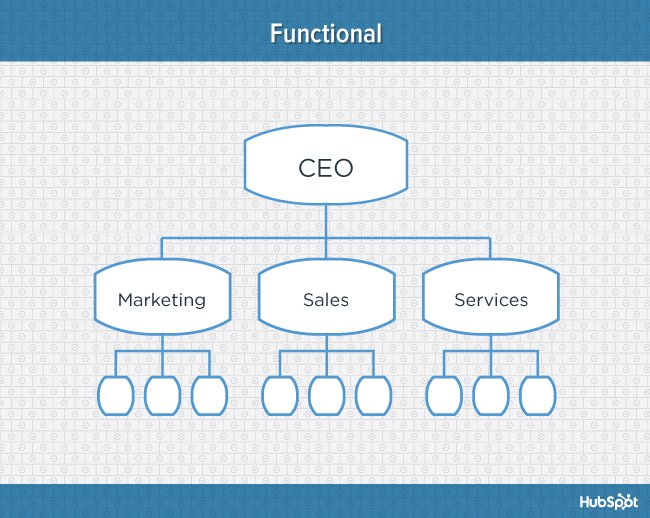 Functional
CEO
Marketing
Sales
Services
HubSpot